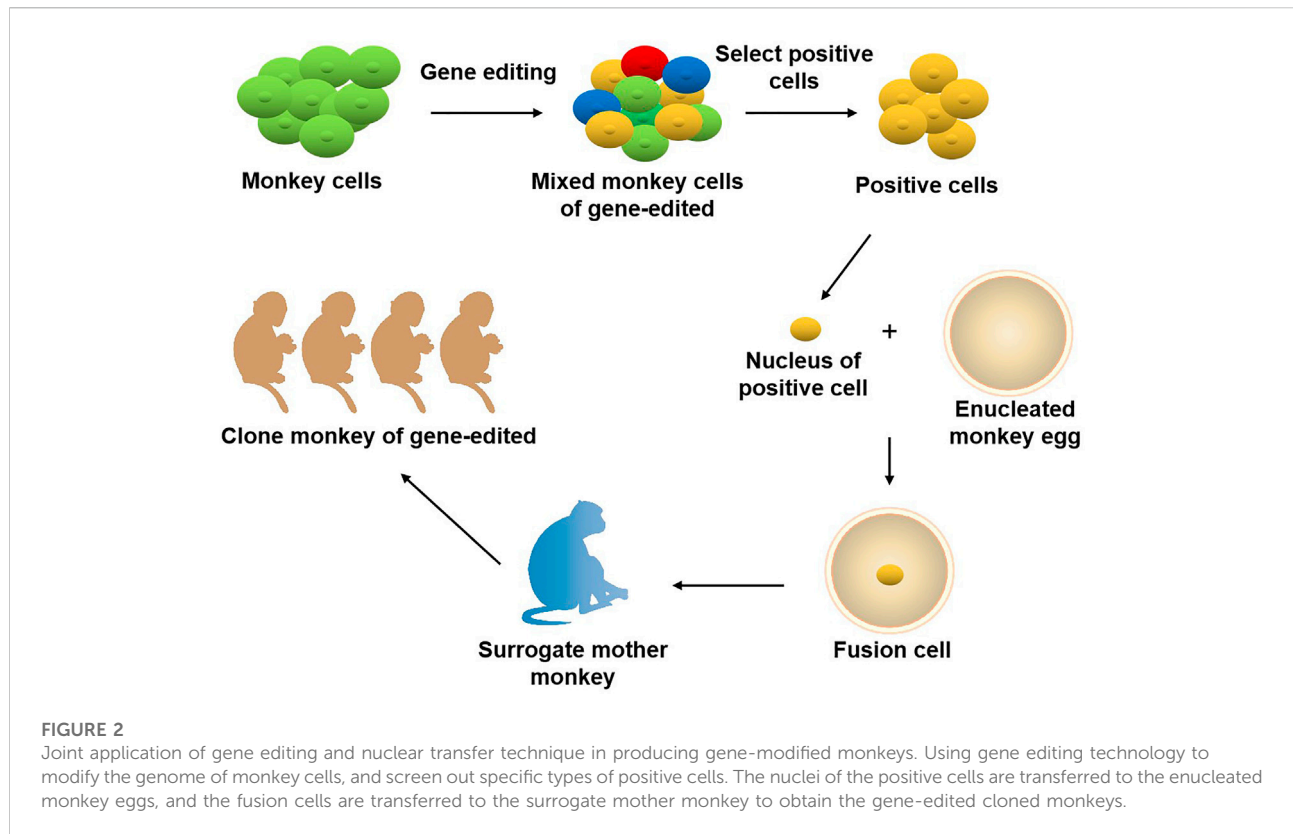 Gene editing
Select positive
cells
Monkey cells
Mixed monkey cells
of gene-edited
Positive cells
Nucleus of
positive cell
+
Enucleated
monkey egg
Fusion cell
Surrogate mother
monkey
Clone monkey of gene-edited
FIGURE 2
Joint application of gene editing and nuclear transfer technique in producing gene-modified monkeys. Using gene editing technology to
modify the genome of monkey cells, and screen out specific types of positive cells. The nuclei of the positive cells are transferred to the enucleated
monkey eggs, and the fusion cells are transferred to the surrogate mother monkey to obtain the gene-edited cloned monkeys.